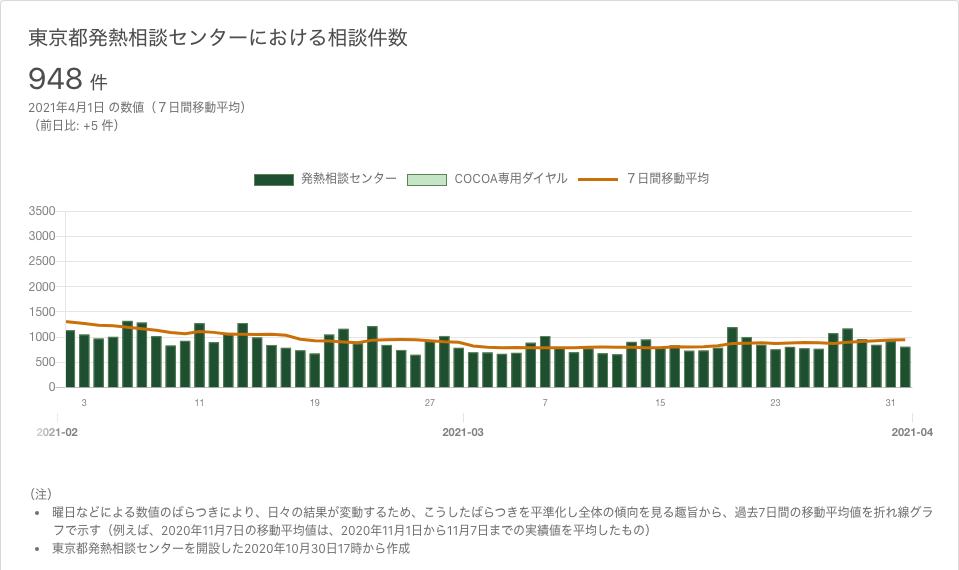 東京都発熱相談センターにおける相談件数
948 件
2021年4月1日 の数値（７日間移動平均）
（前日比: +5 件）
発熱相談センター COCOA専用ダイヤル ７日間移動平均
3500
3000
2500
2000
1500
1000
500
0
3 11 19 27 7 15 23 31
2021-02 2021-03 2021-04
（注）
• 曜日などによる数値のばらつきにより、日々の結果が変動するため、こうしたばらつきを平準化し全体の傾向を見る趣旨から、過去7日間の移動平均値を折れ線グラ
フで示す（例えば、2020年11月7日の移動平均値は、2020年11月1日から11月7日までの実績値を平均したもの）
• 東京都発熱相談センターを開設した2020年10月30日17時から作成